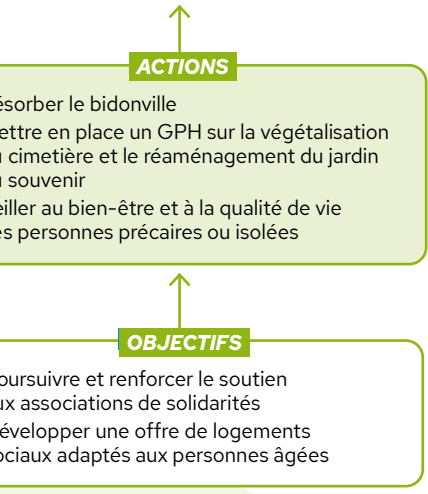 ACTIONS
ésorber le bidonville
ettre en place un GPH sur la végétalisation
u cimetière et le réaménagement du jardin
u souvenir
eiller au bien-être et à la qualité de vie
es personnes précaires ou isolées
OBJECTIFS
oursuivre et renforcer le soutien
ux associations de solidarités
évelopper une offre de logements
ociaux adaptés aux personnes âgées